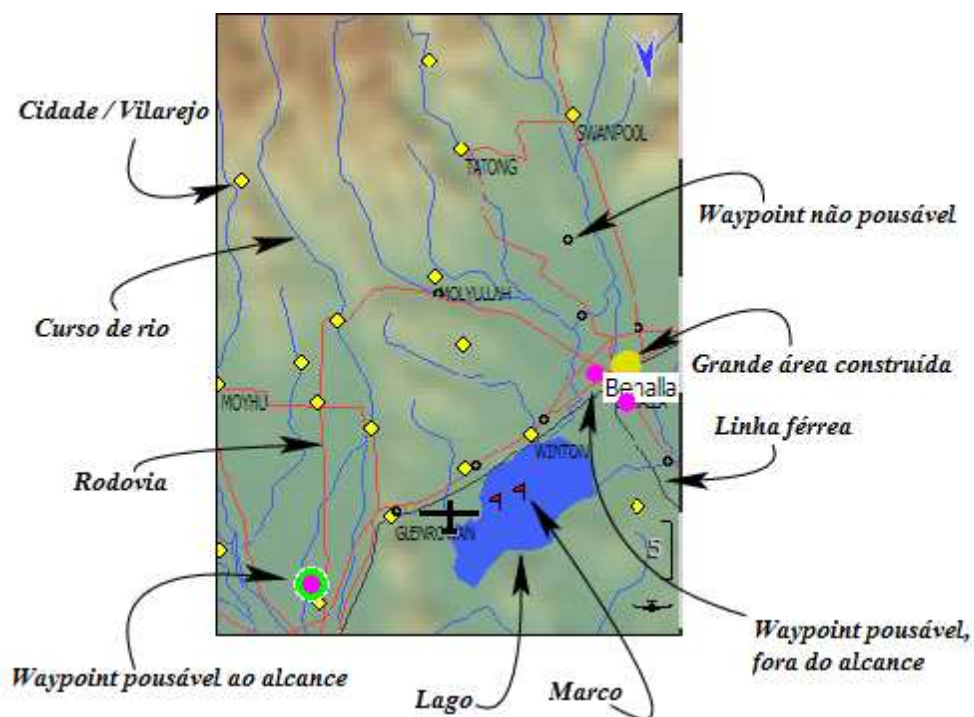 Cidade / Vilarejo
SWANPOOL
TATONG
Waypoint não pousável
MOLYULLAH
Curso de rio
Grande área construída
Benalla
MOYHU
Linha férrea
WINTON
Rodovia
GLENROWAN
5
Waypoint pousável,
fora do alcance
Waypoint pousável ao alcance
Lago
Marco